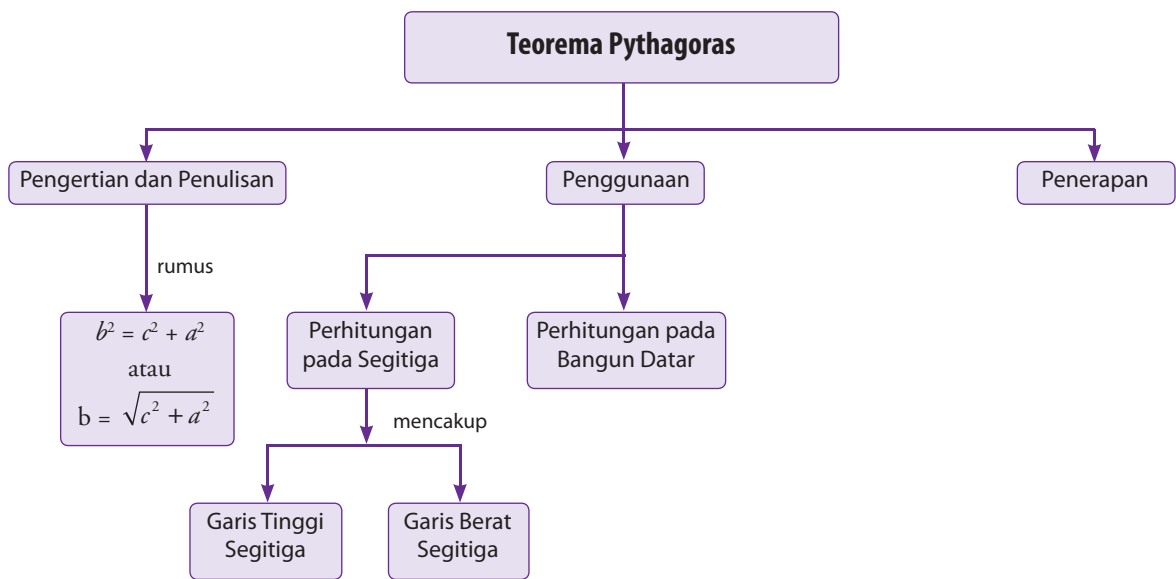 Teorema Pythagoras
Pengertian dan Penulisan
Penggunaan
Penerapan
rumus
b² = c² + a²
atau
b = √(c² + a²)
Perhitungan
pada Segitiga
Perhitungan pada
Bangun Datar
mencakup
Garis Tinggi
Segitiga
Garis Berat
Segitiga